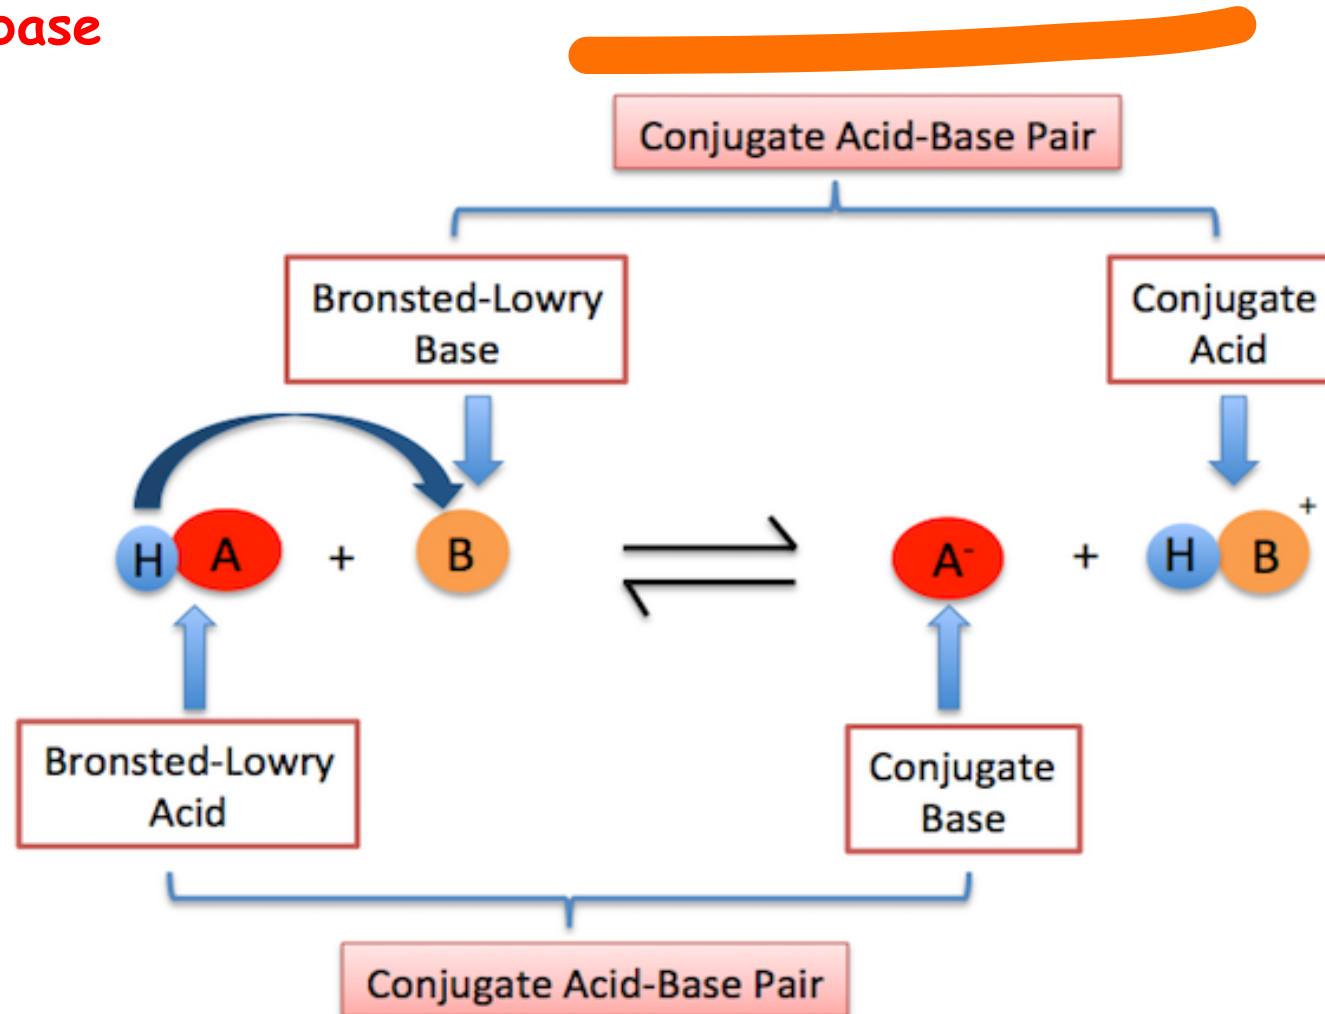 base
Conjugate Acid-Base Pair
Bronsted-Lowry
Base
Conjugate
Acid
H A + B A⁻ + H B ⁺
Bronsted-Lowry
Acid
Conjugate
Base
Conjugate Acid-Base Pair